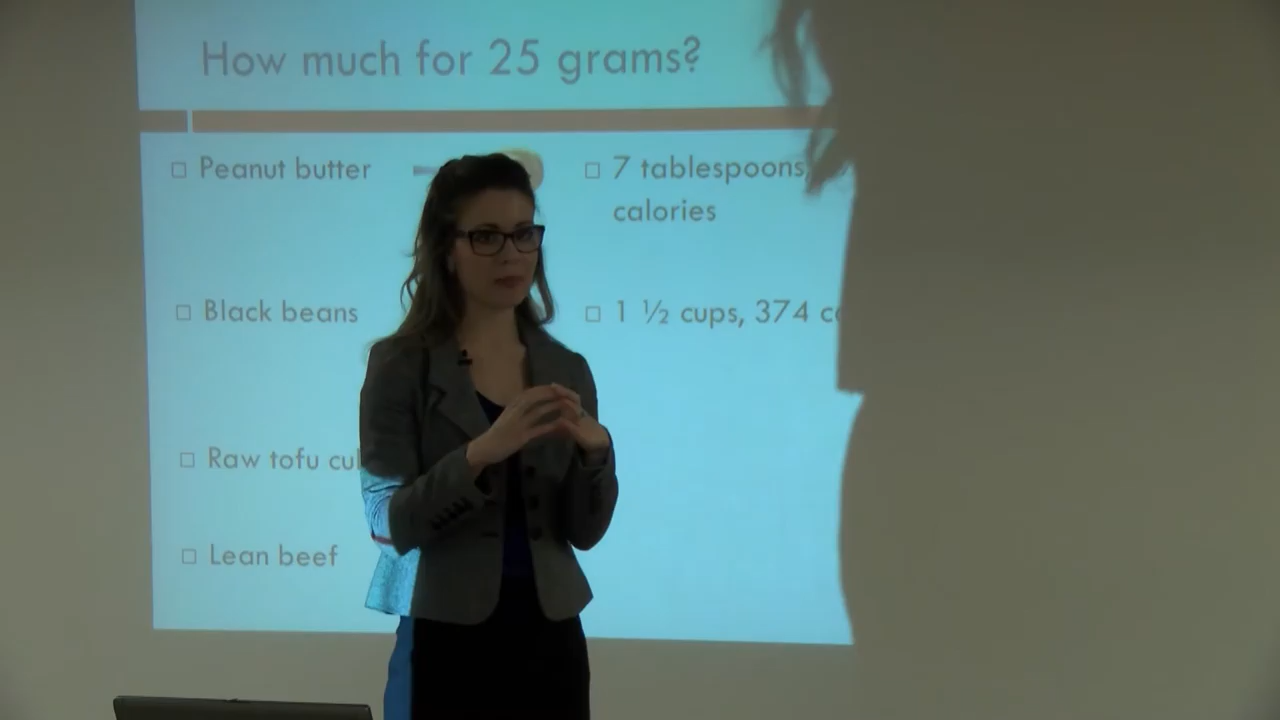 How much for 25 grams?
Peanut butter
7 tablespoons,
calories
Black beans
1 ½ cups, 374
Raw tofu
Lean beef